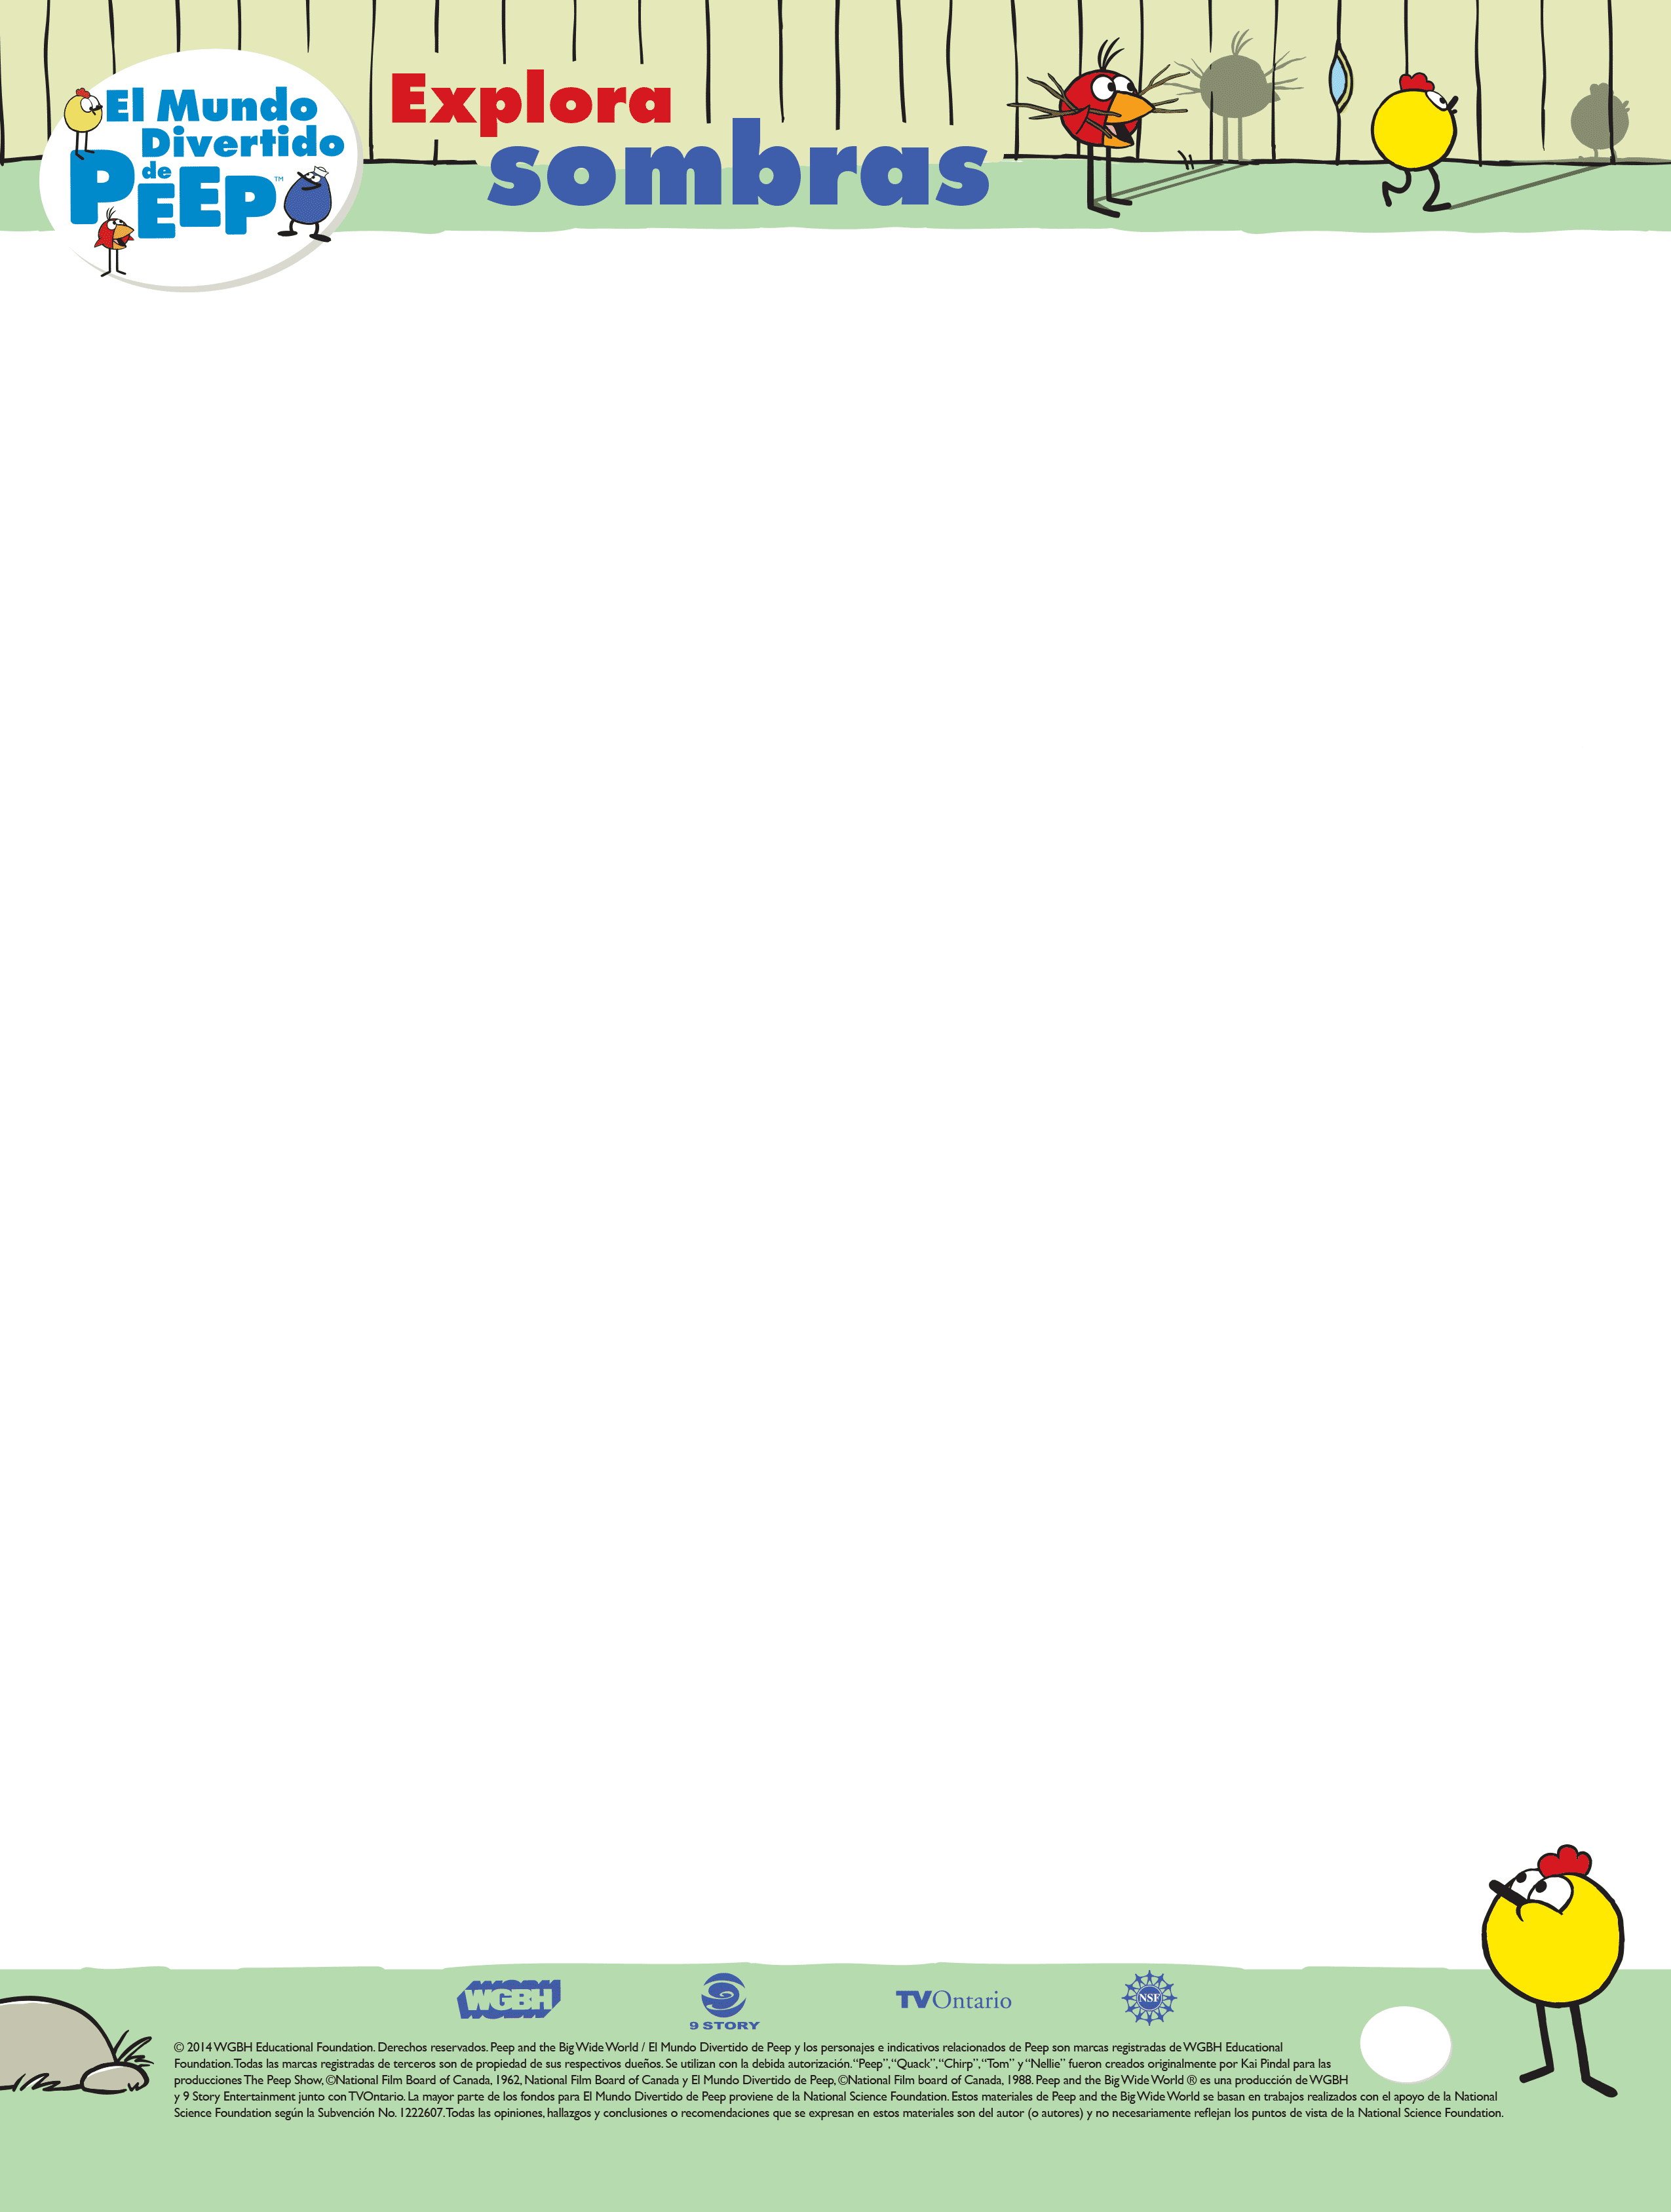 El Mundo
Divertido
de
PEEP™
Explora
sombras
WGBH
9 STORY
TVOntario
NSF
© 2014 WGBH Educational Foundation. Derechos reservados. Peep and the Big Wide World / El Mundo Divertido de Peep y los personajes e indicativos relacionados de Peep son marcas registradas de WGBH Educational
Foundation. Todas las marcas registradas de terceros son de propiedad de sus respectivos dueños. Se utilizan con la debida autorización. “Peep”, “Quack”, “Chirp”, “Tom” y “Nellie” fueron creados originalmente por Kai Pindal para las
producciones The Peep Show, ©National Film Board of Canada, 1962, National Film Board of Canada y El Mundo Divertido de Peep, ©National Film board of Canada, 1988. Peep and the Big Wide World ® es una producción de WGBH
y 9 Story Entertainment junto con TVOntario. La mayor parte de los fondos para El Mundo Divertido de Peep proviene de la National Science Foundation. Estos materiales de Peep and the Big Wide World se basan en trabajos realizados con el apoyo de la National
Science Foundation según la Subvención No. 1222607. Todas las opiniones, hallazgos y conclusiones o recomendaciones que se expresan en estos materiales son del autor (o autores) y no necesariamente reflejan los puntos de vista de la National Science Foundation.